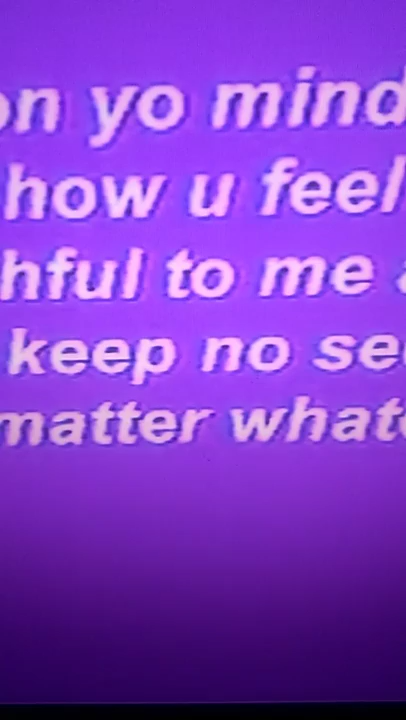 on yo mind
how u feel
hful to me
keep no se
matter what